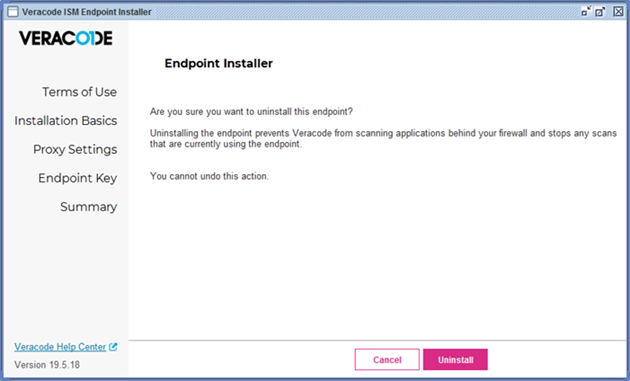 Veracode ISM Endpoint Installer
VERACODE
Endpoint Installer
Terms of Use
Installation Basics
Proxy Settings
Endpoint Key
Summary
Are you sure you want to uninstall this endpoint?
Uninstalling the endpoint prevents Veracode from scanning applications behind your firewall and stops any scans
that are currently using the endpoint.
You cannot undo this action.
Veracode Help Center
Version 19.5.18
Cancel
Uninstall